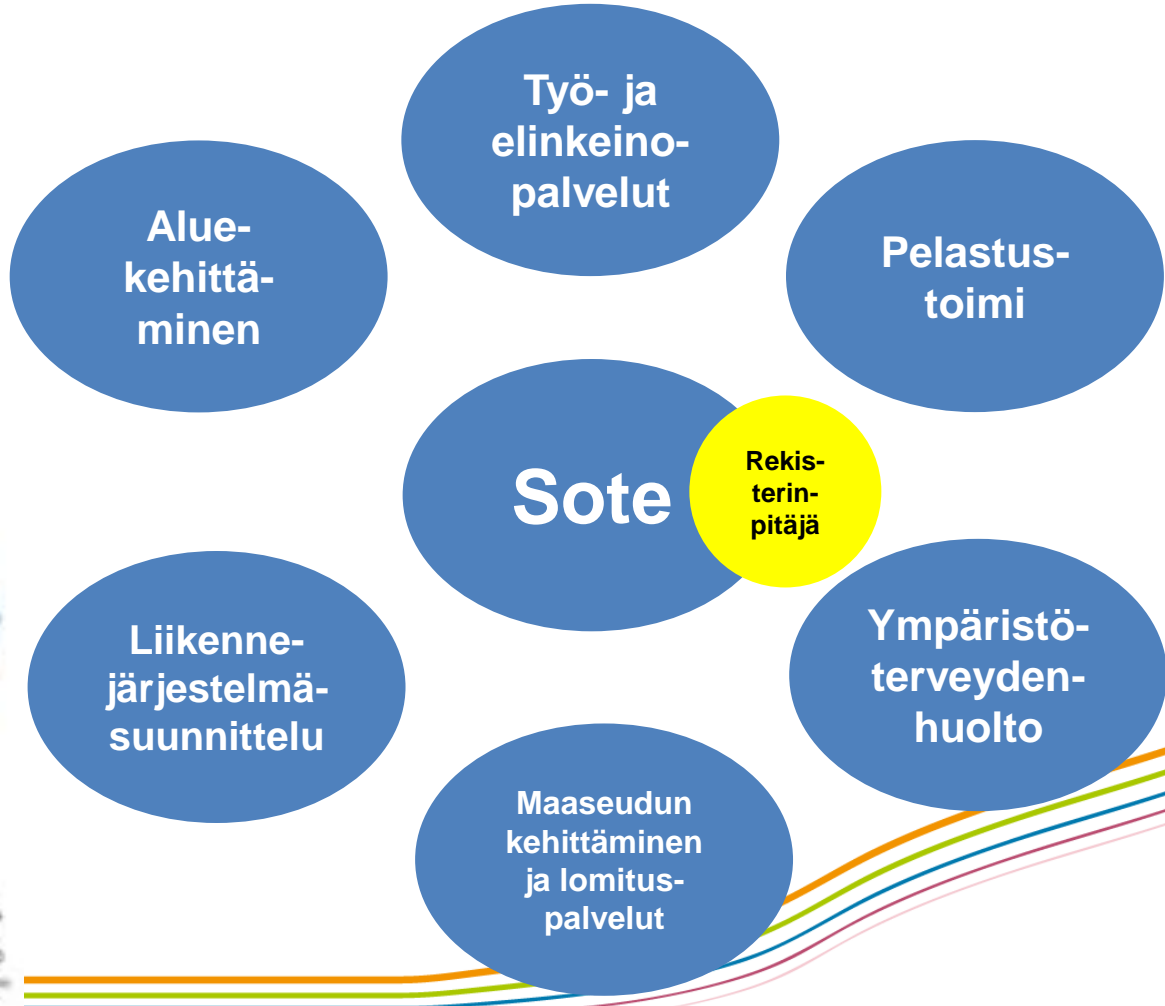 Työ- ja
elinkeino-
palvelut
Alue-
kehittä-
minen
Pelastus-
toimi
Sote
Rekis-
terin-
pitäjä
Liikenne-
järjestelmä-
suunnittelu
Ympäristö-
terveyden-
huolto
Maaseudun
kehittäminen
ja lomitus-
palvelut